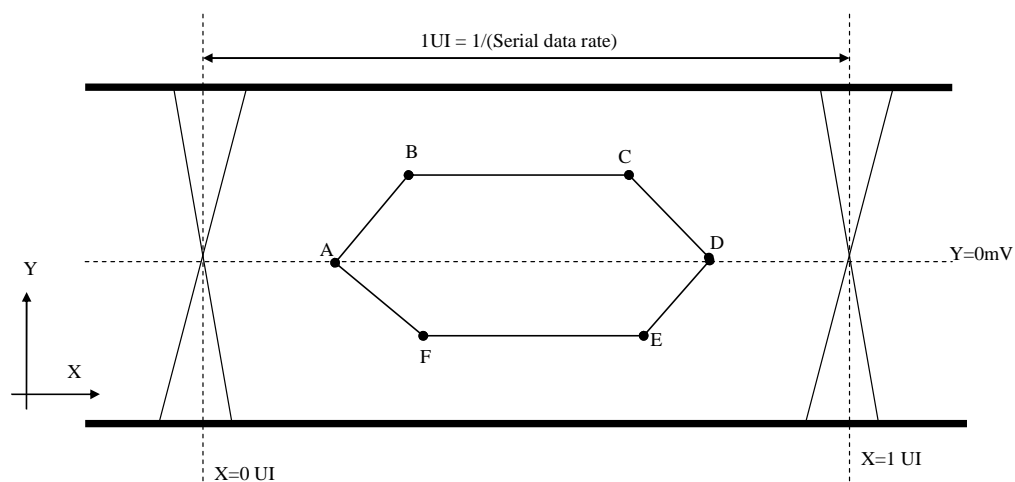 1UI = 1/(Serial data rate)
B
C
A
D
Y=0mV
Y
F
E
X
X=0 UI
X=1 UI